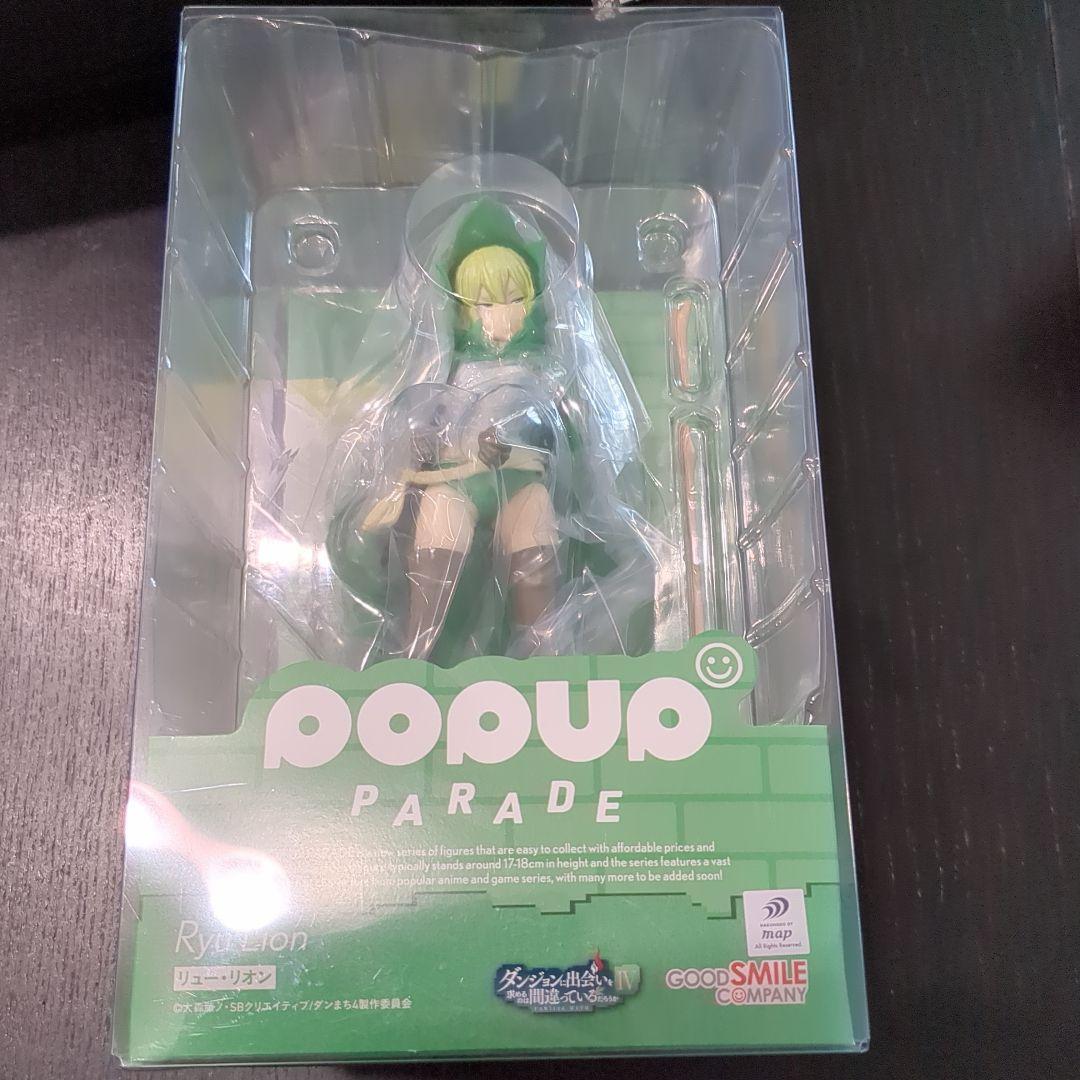 POPUP
PARADE
series of figures that are easy to collect with affordable prices and
typically stands around 17-18cm in height and the series features a vast
from popular anime and game series, with many more to be added soon!
Ryu Lion
リュー・リオン
©大森藤ノ・SBクリエイティブ/ダンまち4製作委員会
ダンジョンに出会いを
求めるのは間違っているだろうか
IV
FAMILIA MYTH
map
All Rights Reserved.
GOOD SMILE
COMPANY